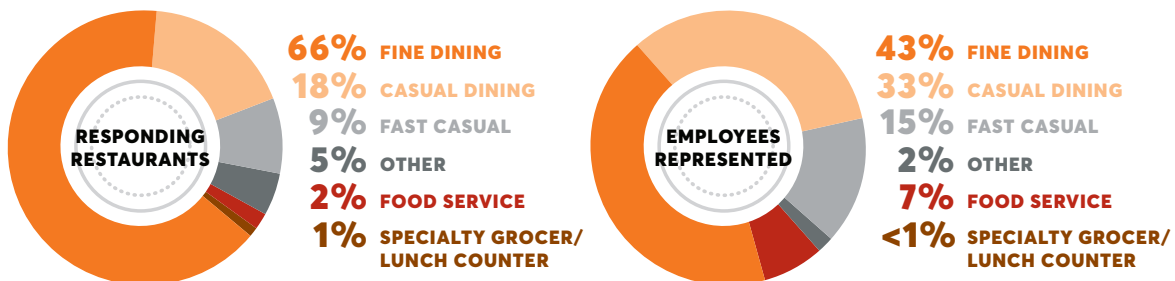 RESPONDING
RESTAURANTS
66% FINE DINING
18% CASUAL DINING
9% FAST CASUAL
5% OTHER
2% FOOD SERVICE
1% SPECIALTY GROCER/
LUNCH COUNTER
EMPLOYEES
REPRESENTED
43% FINE DINING
33% CASUAL DINING
15% FAST CASUAL
2% OTHER
7% FOOD SERVICE
<1% SPECIALTY GROCER/
LUNCH COUNTER